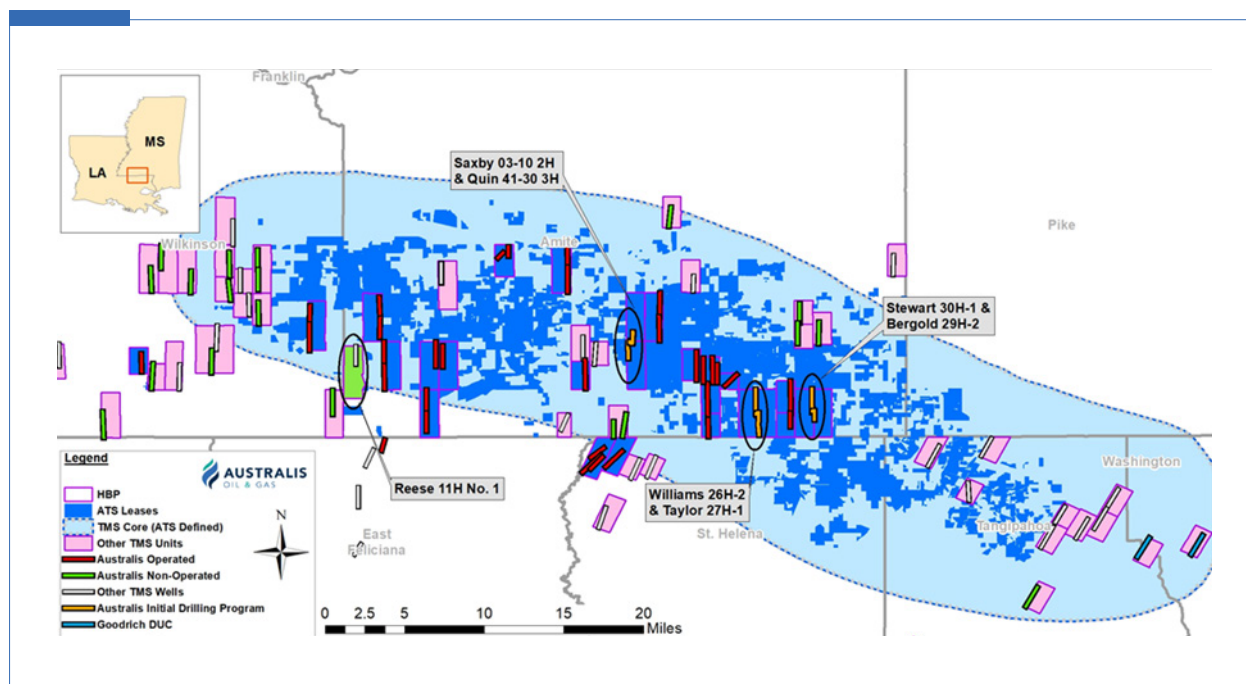 Franklin
MS
LA
Saxby 03-10 2H
& Quin 41-30 3H
Wilkinson
Amite
Pike
Stewart 30H-1 &
Bergold 29H-2
Legend
AUSTRALIS
OIL & GAS
HBP
ATS Leases
TMS Core (ATS Defined)
Other TMS Units
Australis Operated
Australis Non-Operated
Other TMS Wells
Australis Initial Drilling Program
Goodrich DUC
N
Reese 11H No. 1
East
Feliciana
Williams 26H-2
& Taylor 27H-1
St. Helena
Washington
Tangipahoa
0 2.5 5 10 15 20
Miles